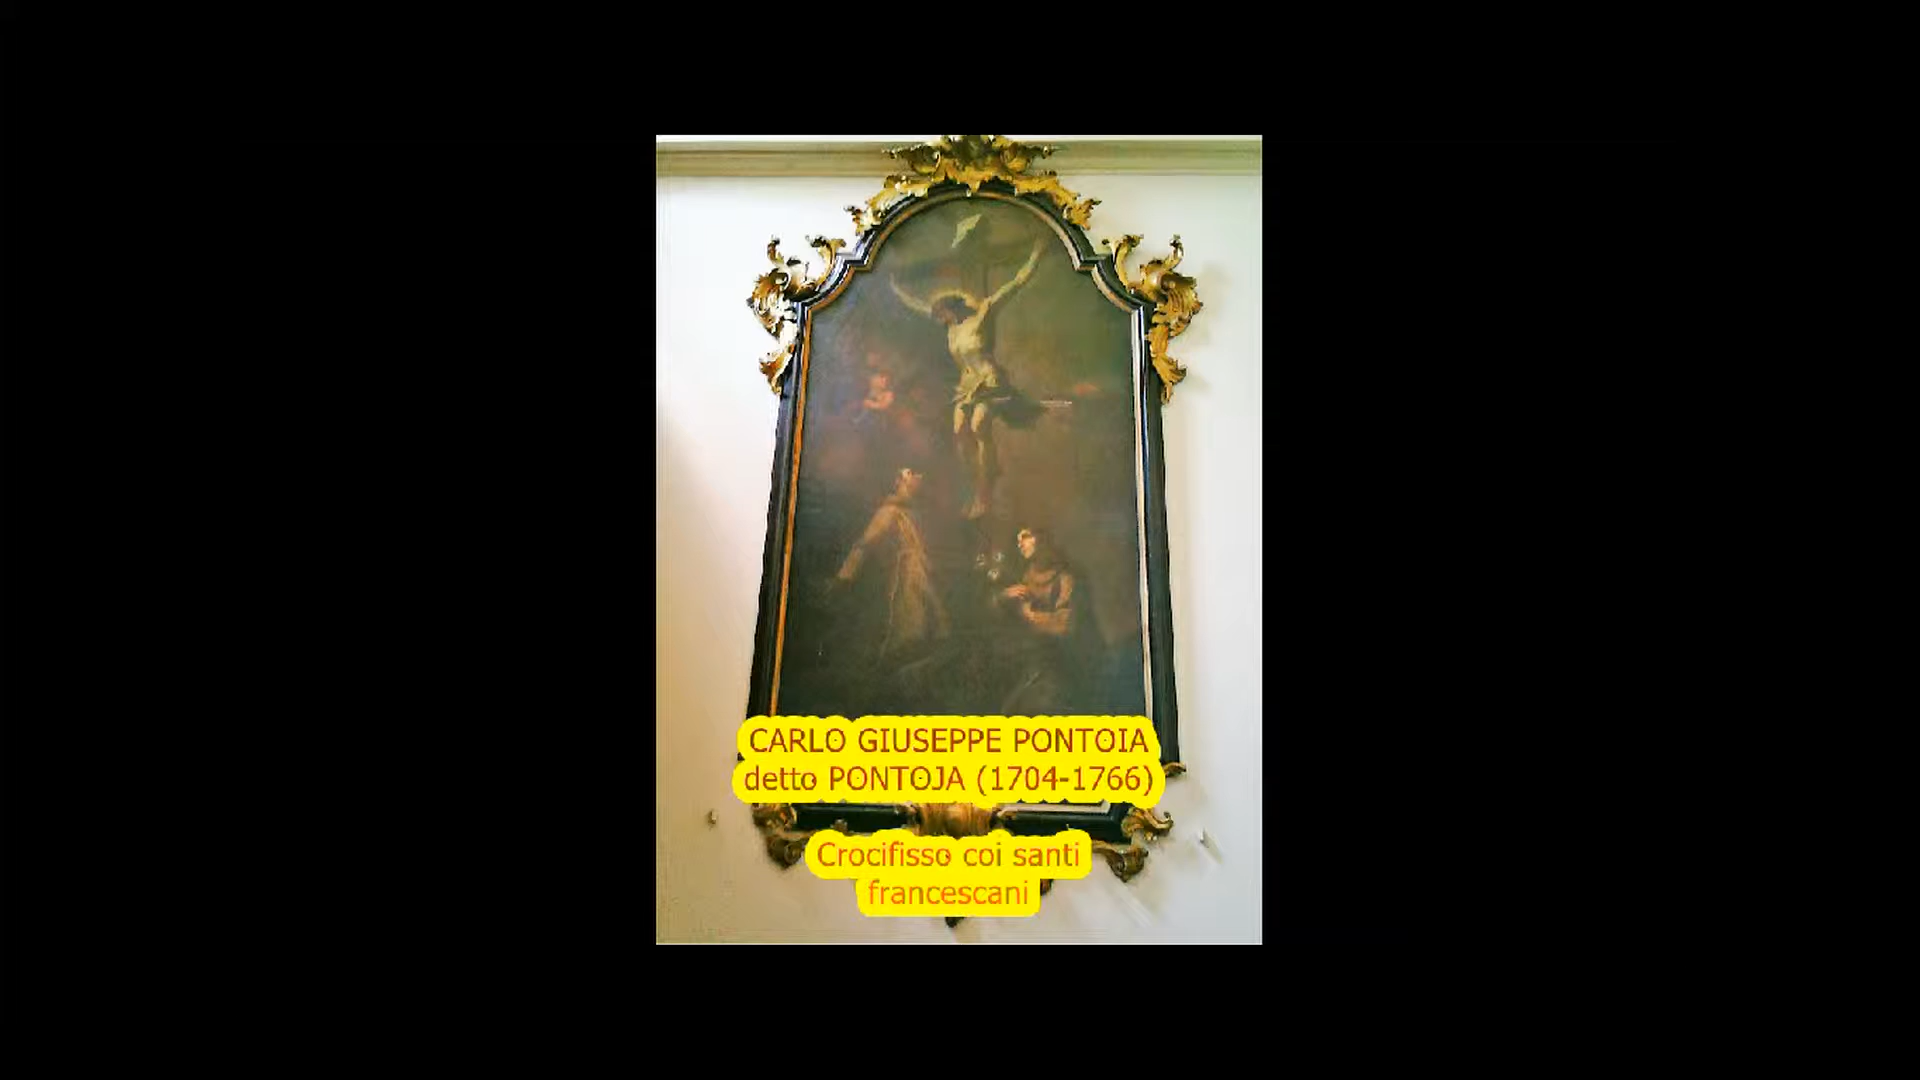 CARLO GIUSEPPE PONTOIA
detto PONTOJA (1704-1766)
Crocifisso coi santi
francescani